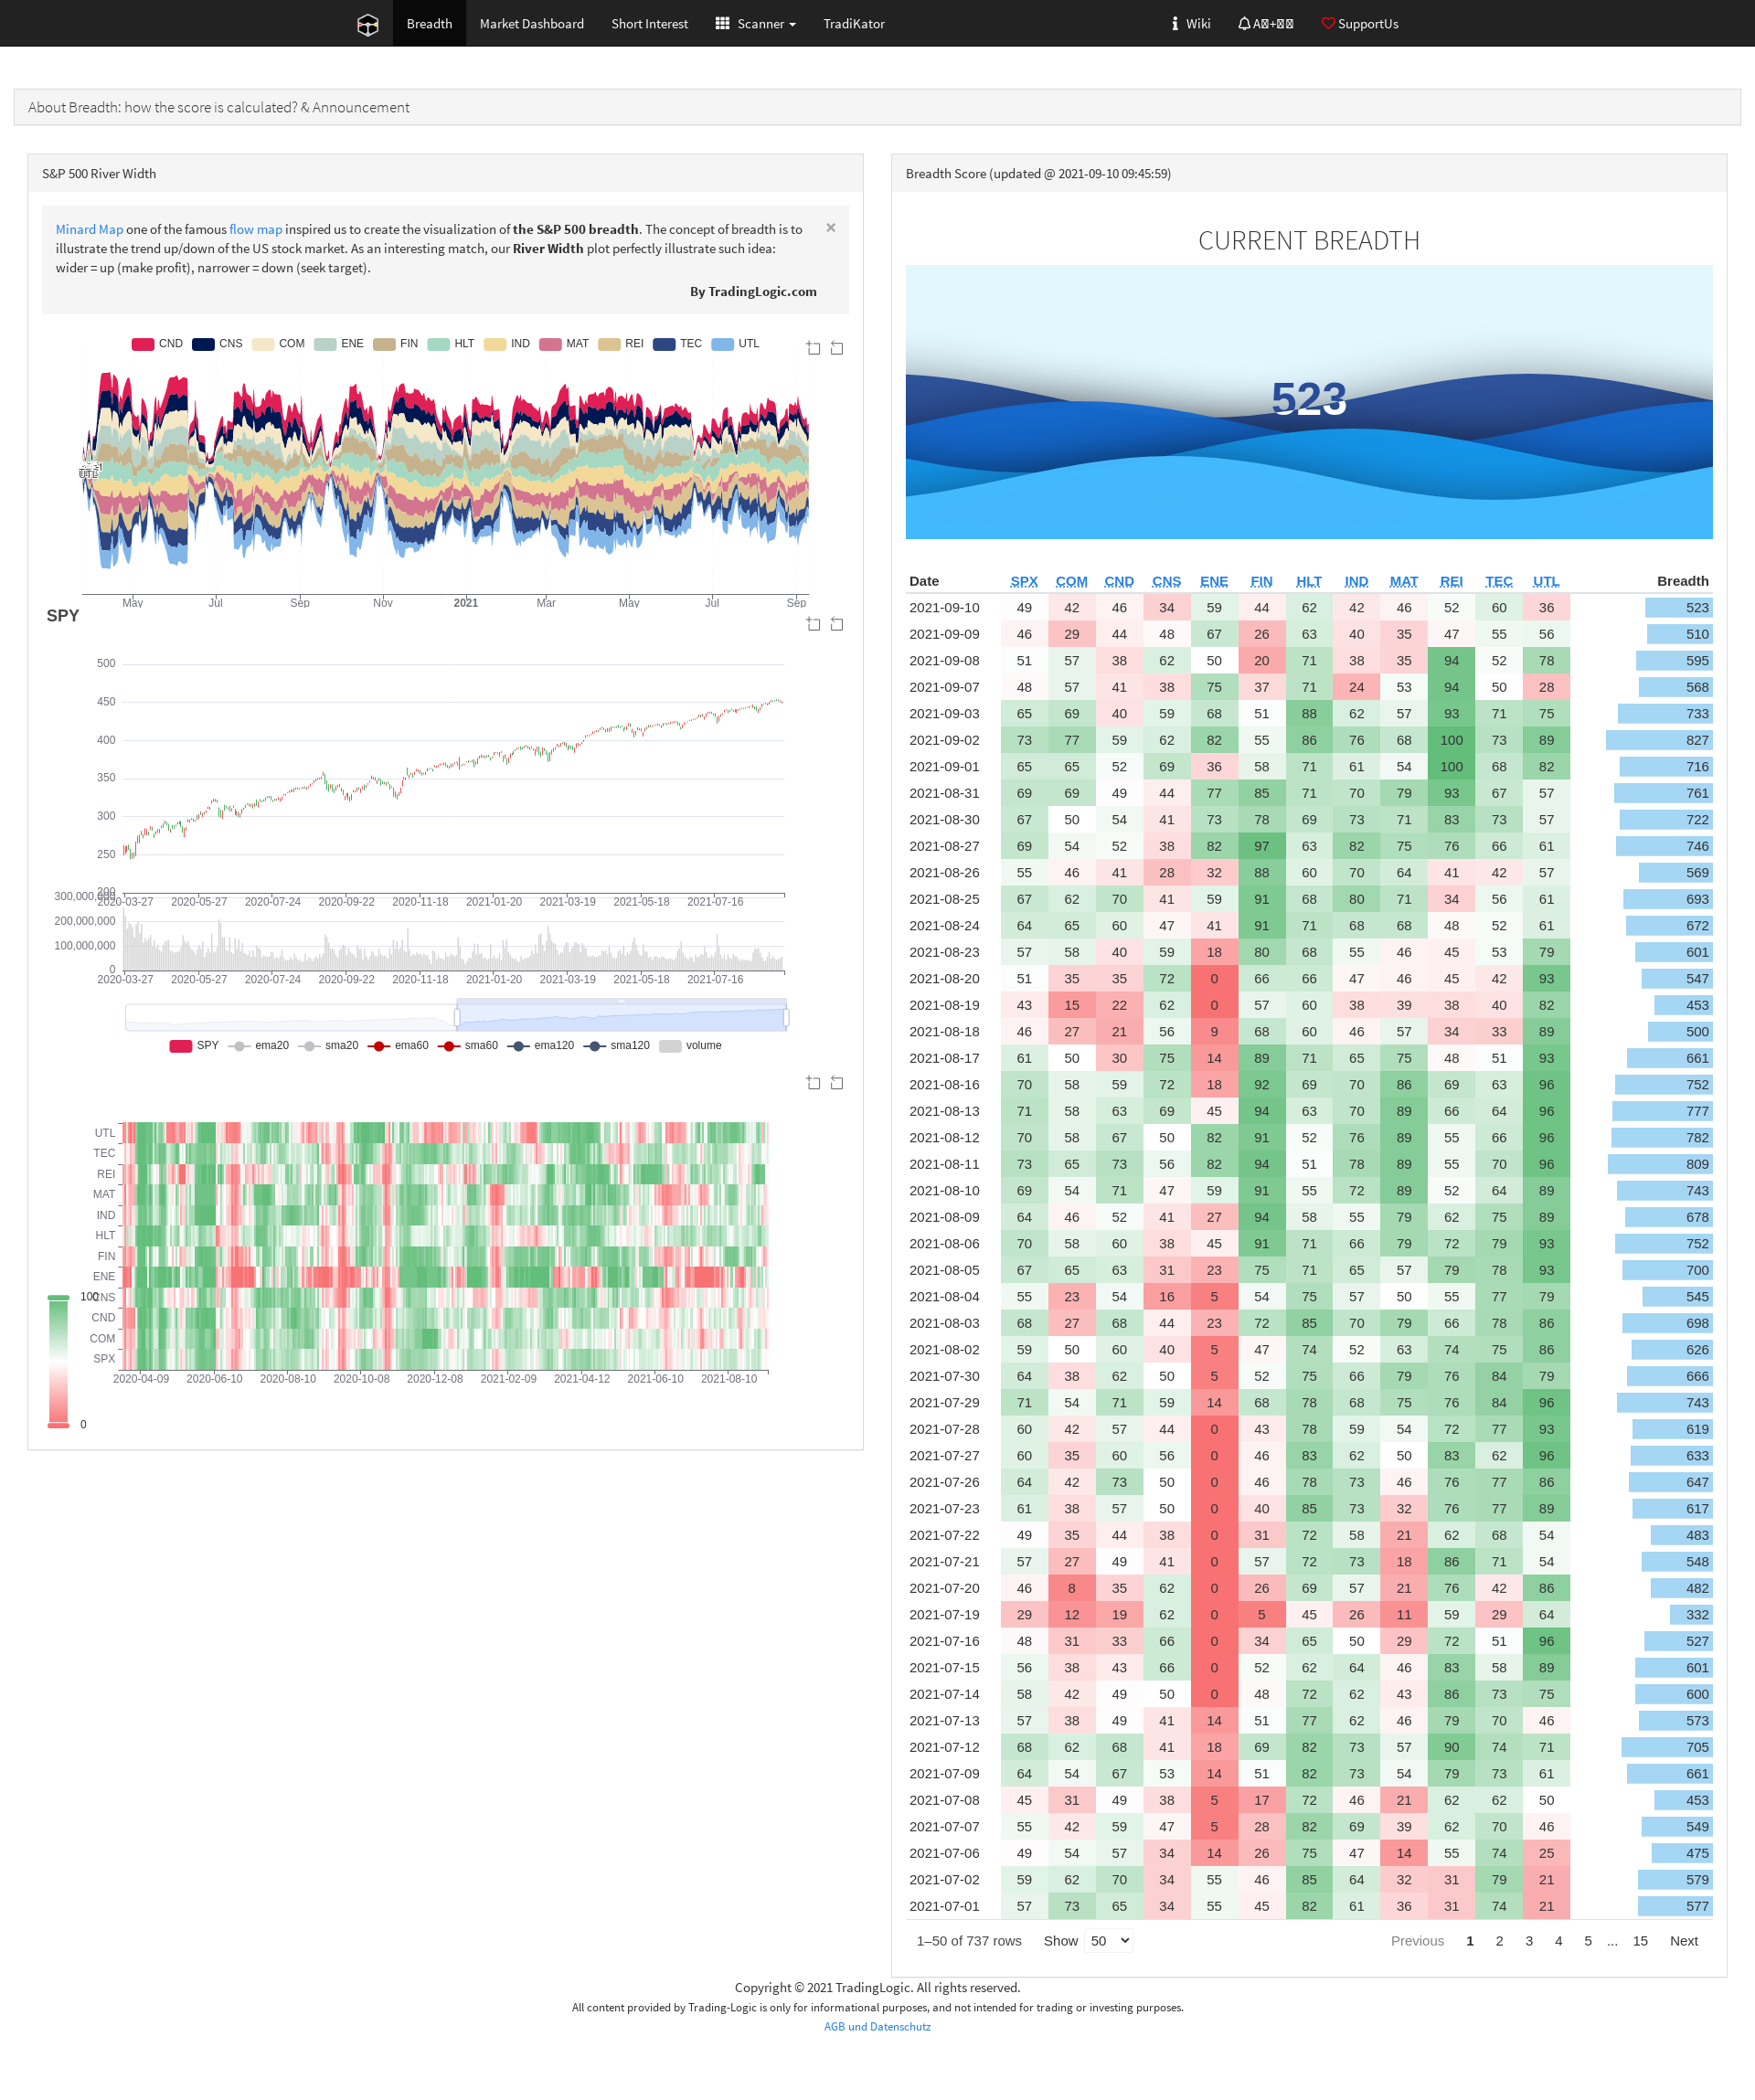 Breadth Market Dashboard Short Interest Scanner TradiKator Wiki SupportUs
About Breadth: how the score is calculated? & Announcement
S&P 500 River Width
Minard Map one of the famous flow map inspired us to create the visualization of the S&P 500 breadth. The concept of breadth is to
illustrate the trend up/down of the US stock market. As an interesting match, our River Width plot perfectly illustrate such idea:
wider = up (make profit), narrower = down (seek target).
×
By TradingLogic.com
CND CNS COM ENE FIN HLT IND MAT REI TEC UTL
UTL
May Jul Sep Nov 2021 Mar May Jul Sep
SPY
500
450
400
350
300
250
200
2020-03-27 2020-05-27 2020-07-24 2020-09-22 2020-11-18 2021-01-20 2021-03-19 2021-05-18 2021-07-16
300,000,000
200,000,000
100,000,000
0
2020-03-27 2020-05-27 2020-07-24 2020-09-22 2020-11-18 2021-01-20 2021-03-19 2021-05-18 2021-07-16
SPY ema20 sma20 ema60 sma60 ema120 sma120 volume
UTL
TEC
REI
MAT
IND
HLT
FIN
ENE
CNS
CND
COM
SPX
2020-04-09 2020-06-10 2020-08-10 2020-10-08 2020-12-08 2021-02-09 2021-04-12 2021-06-10 2021-08-10
100
0
Breadth Score (updated @ 2021-09-10 09:45:59)
CURRENT BREADTH
523
Date SPX COM CND CNS ENE FIN HLT IND MAT REI TEC UTL Breadth
2021-09-10 49 42 46 34 59 44 62 42 46 52 60 36 523
2021-09-09 46 29 44 48 67 26 63 40 35 47 55 56 510
2021-09-08 51 57 38 62 50 20 71 38 35 94 52 78 595
2021-09-07 48 57 41 38 75 37 71 24 53 94 50 28 568
2021-09-03 65 69 40 59 68 51 88 62 57 93 71 75 733
2021-09-02 73 77 59 62 82 55 86 76 68 100 73 89 827
2021-09-01 65 65 52 69 36 58 71 61 54 100 68 82 716
2021-08-31 69 69 49 44 77 85 71 70 79 93 67 57 761
2021-08-30 67 50 54 41 73 78 69 73 71 83 73 57 722
2021-08-27 69 54 52 38 82 97 63 82 75 76 66 61 746
2021-08-26 55 46 41 28 32 88 60 70 64 41 42 57 569
2021-08-25 67 62 70 41 59 91 68 80 71 34 56 61 693
2021-08-24 64 65 60 47 41 91 71 68 68 48 52 61 672
2021-08-23 57 58 40 59 18 80 68 55 46 45 53 79 601
2021-08-20 51 35 35 72 0 66 66 47 46 45 42 93 547
2021-08-19 43 15 22 62 0 57 60 38 39 38 40 82 453
2021-08-18 46 27 21 56 9 68 60 46 57 34 33 89 500
2021-08-17 61 50 30 75 14 89 71 65 75 48 51 93 661
2021-08-16 70 58 59 72 18 92 69 70 86 69 63 96 752
2021-08-13 71 58 63 69 45 94 63 70 89 66 64 96 777
2021-08-12 70 58 67 50 82 91 52 76 89 55 66 96 782
2021-08-11 73 65 73 56 82 94 51 78 89 55 70 96 809
2021-08-10 69 54 71 47 59 91 55 72 89 52 64 89 743
2021-08-09 64 46 52 41 27 94 58 55 79 62 75 89 678
2021-08-06 70 58 60 38 45 91 71 66 79 72 79 93 752
2021-08-05 67 65 63 31 23 75 71 65 57 79 78 93 700
2021-08-04 55 23 54 16 5 54 75 57 50 55 77 79 545
2021-08-03 68 27 68 44 23 72 85 70 79 66 78 86 698
2021-08-02 59 50 60 40 5 47 74 52 63 74 75 86 626
2021-07-30 64 38 62 50 5 52 75 66 79 76 84 79 666
2021-07-29 71 54 71 59 14 68 78 68 75 76 84 96 743
2021-07-28 60 42 57 44 0 43 78 59 54 72 77 93 619
2021-07-27 60 35 60 56 0 46 83 62 50 83 62 96 633
2021-07-26 64 42 73 50 0 46 78 73 46 76 77 86 647
2021-07-23 61 38 57 50 0 40 85 73 32 76 77 89 617
2021-07-22 49 35 44 38 0 31 72 58 21 62 68 54 483
2021-07-21 57 27 49 41 0 57 72 73 18 86 71 54 548
2021-07-20 46 8 35 62 0 26 69 57 21 76 42 86 482
2021-07-19 29 12 19 62 0 5 45 26 11 59 29 64 332
2021-07-16 48 31 33 66 0 34 65 50 29 72 51 96 527
2021-07-15 56 38 43 66 0 52 62 64 46 83 58 89 601
2021-07-14 58 42 49 50 0 48 72 62 43 86 73 75 600
2021-07-13 57 38 49 41 14 51 77 62 46 79 70 46 573
2021-07-12 68 62 68 41 18 69 82 73 57 90 74 71 705
2021-07-09 64 54 67 53 14 51 82 73 54 79 73 61 661
2021-07-08 45 31 49 38 5 17 72 46 21 62 62 50 453
2021-07-07 55 42 59 47 5 28 82 69 39 62 70 46 549
2021-07-06 49 54 57 34 14 26 75 47 14 55 74 25 475
2021-07-02 59 62 70 34 55 46 85 64 32 31 79 21 579
2021-07-01 57 73 65 34 55 45 82 61 36 31 74 21 577
1–50 of 737 rows Show 50 Previous 1 2 3 4 5 ... 15 Next
Copyright © 2021 TradingLogic. All rights reserved.
All content provided by Trading-Logic is only for informational purposes, and not intended for trading or investing purposes.
AGB und Datenschutz